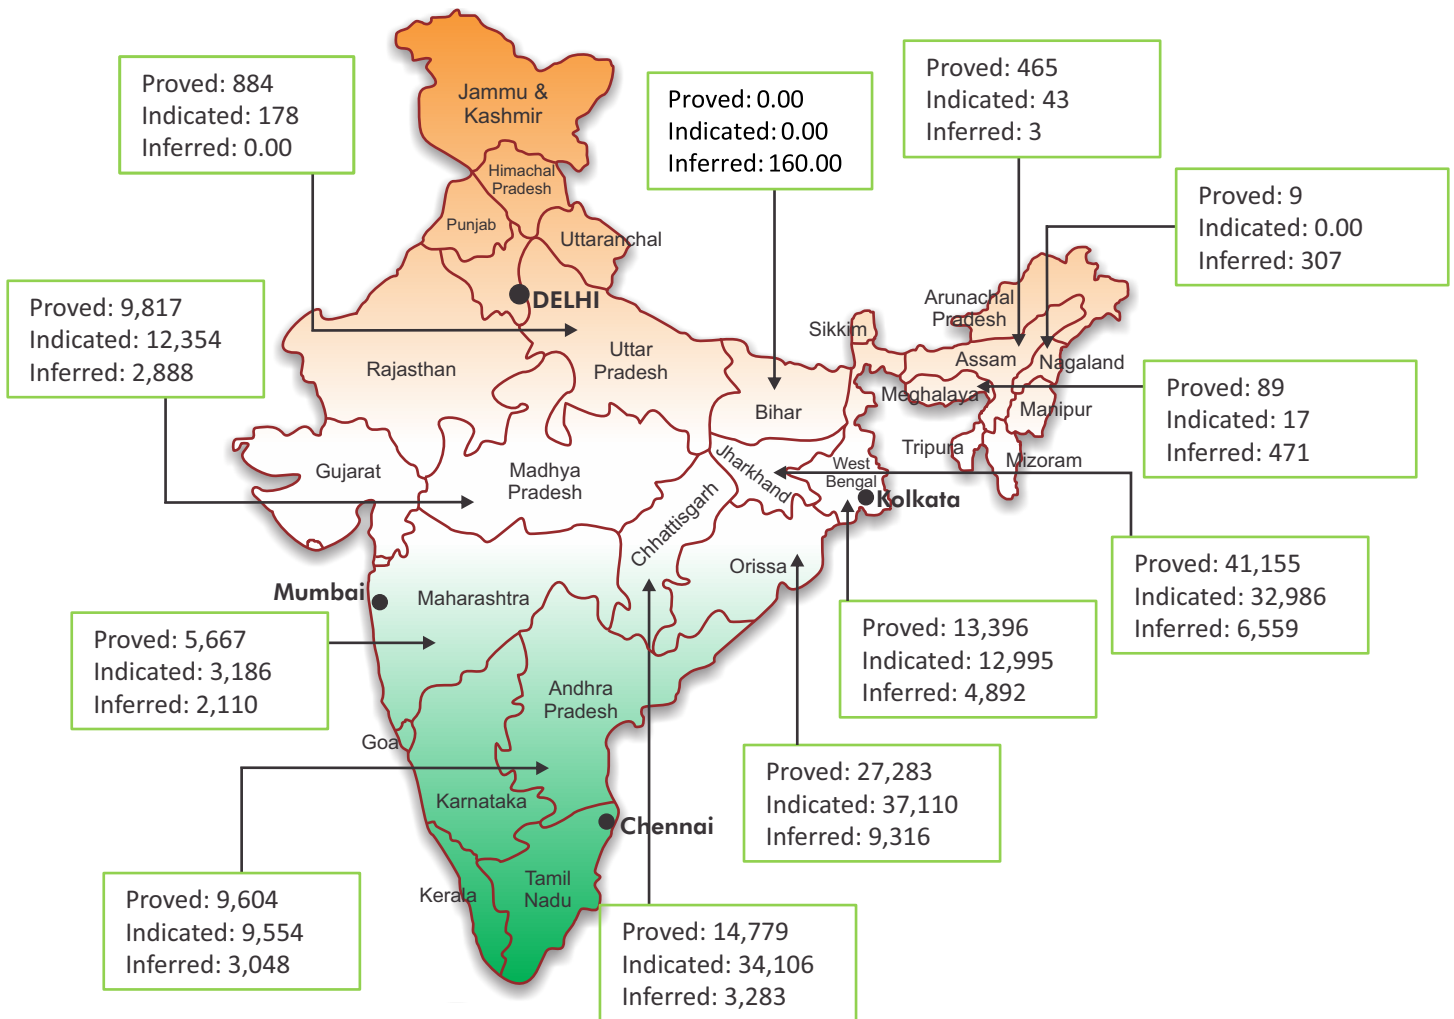 Proved: 884
Indicated: 178
Inferred: 0.00
Jammu &
Kashmir
Proved: 0.00
Indicated: 0.00
Inferred: 160.00
Proved: 465
Indicated: 43
Inferred: 3
Proved: 9
Indicated: 0.00
Inferred: 307
Himachal
Pradesh
Punjab
Uttaranchal
DELHI
Proved: 9,817
Indicated: 12,354
Inferred: 2,888
Rajasthan
Uttar
Pradesh
Sikkim
Arunachal
Pradesh
Assam
Nagaland
Meghalaya
Manipur
Tripura
Mizoram
Bihar
Proved: 89
Indicated: 17
Inferred: 471
Gujarat
Madhya
Pradesh
Jharkhand
West
Bengal
Kolkata
Chhattisgarh
Orissa
Proved: 41,155
Indicated: 32,986
Inferred: 6,559
Mumbai
Maharashtra
Proved: 5,667
Indicated: 3,186
Inferred: 2,110
Proved: 13,396
Indicated: 12,995
Inferred: 4,892
Andhra
Pradesh
Goa
Proved: 27,283
Indicated: 37,110
Inferred: 9,316
Karnataka
Chennai
Kerala
Tamil
Nadu
Proved: 9,604
Indicated: 9,554
Inferred: 3,048
Proved: 14,779
Indicated: 34,106
Inferred: 3,283